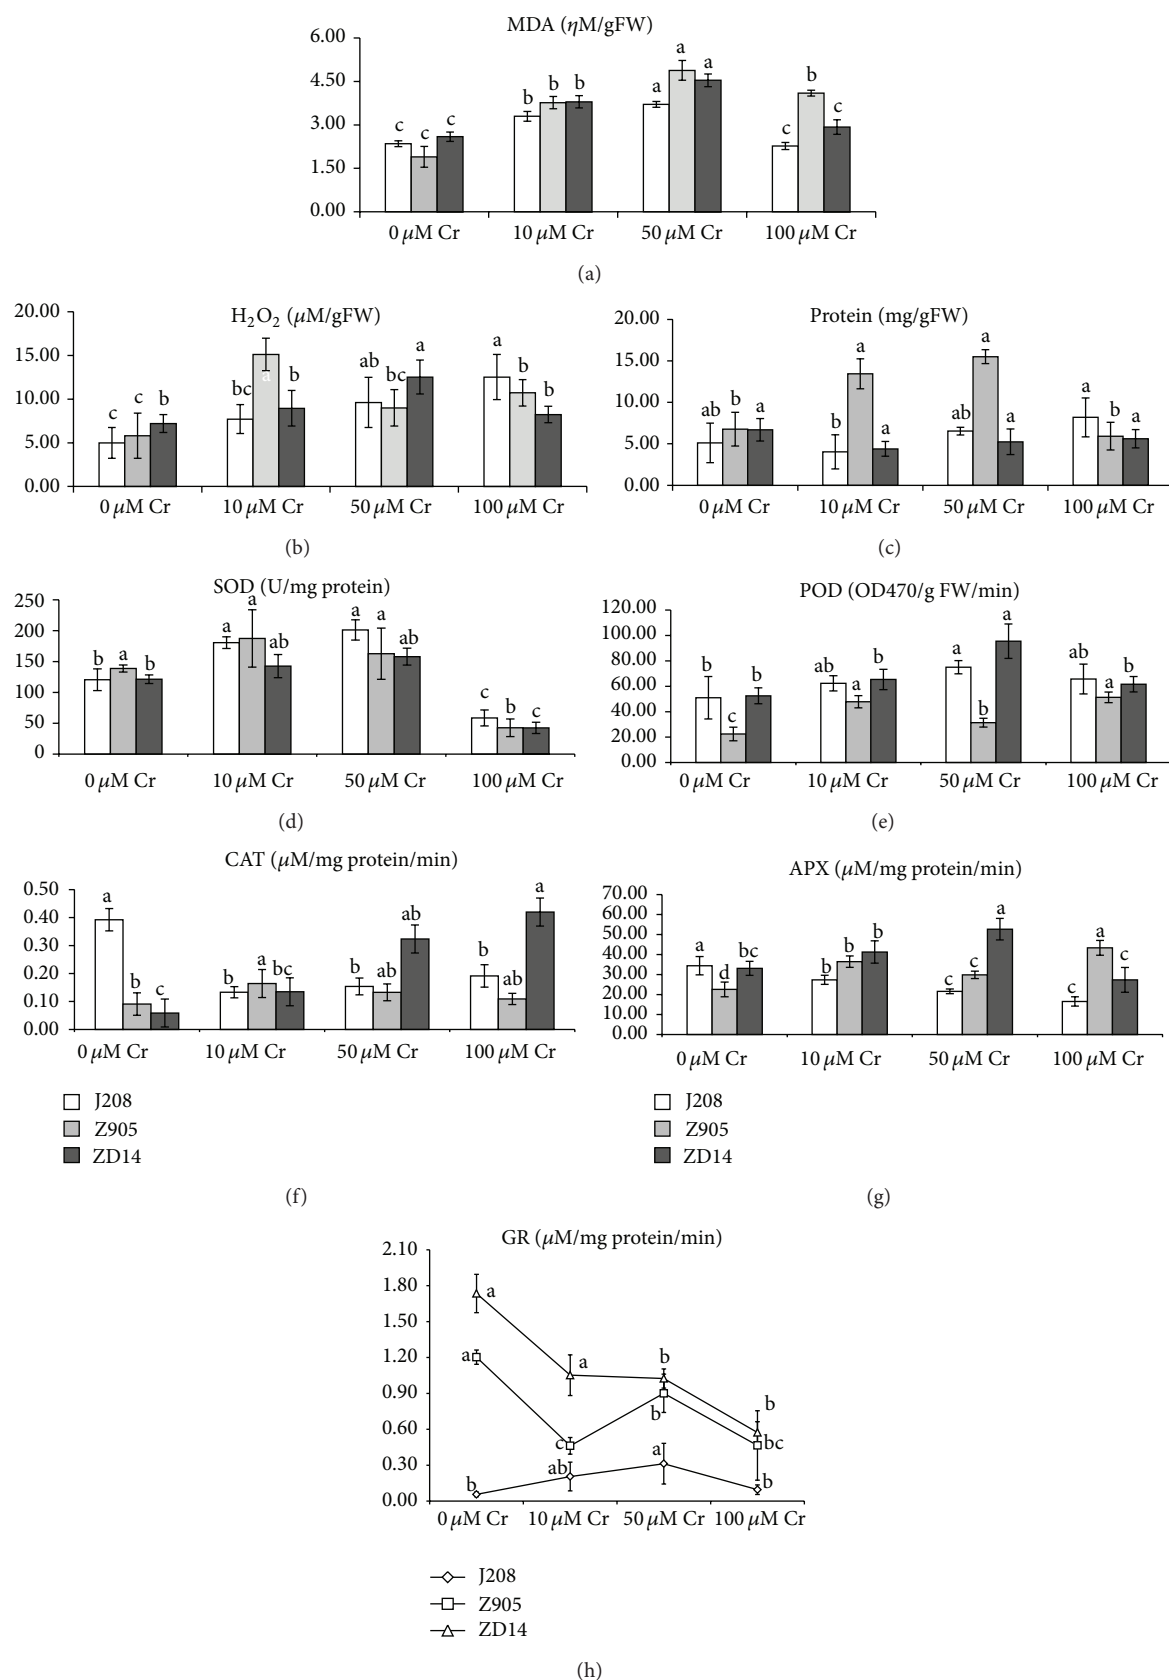 MDA (ηM/gFW)
6.00
4.50
3.00
1.50
0.00
c c c b b b a a a c b c
0 μM Cr 10 μM Cr 50 μM Cr 100 μM Cr
(a)
H2O2 (μM/gFW)
20.00
15.00
10.00
5.00
0.00
c c c bc a b ab bc a a b b
0 μM Cr 10 μM Cr 50 μM Cr 100 μM Cr
(b)
Protein (mg/gFW)
20.00
15.00
10.00
5.00
0.00
ab b a b a a ab a a a b a
0 μM Cr 10 μM Cr 50 μM Cr 100 μM Cr
(c)
SOD (U/mg protein)
250
200
150
100
50
0
b a b a a ab a a ab c b c
0 μM Cr 10 μM Cr 50 μM Cr 100 μM Cr
(d)
POD (OD470/g FW/min)
120.00
100.00
80.00
60.00
40.00
20.00
00.00
b c b ab a b a b a ab a b
0 μM Cr 10 μM Cr 50 μM Cr 100 μM Cr
(e)
CAT (μM/mg protein/min)
0.50
0.40
0.30
0.20
0.10
0.00
a b c b a bc b ab ab b ab a
0 μM Cr 10 μM Cr 50 μM Cr 100 μM Cr
J208
Z905
ZD14
(f)
APX (μM/mg protein/min)
70.00
60.00
50.00
40.00
30.00
20.00
00.00
a d bc b b b c c a c a c
0 μM Cr 10 μM Cr 50 μM Cr 100 μM Cr
J208
Z905
ZD14
(g)
GR (μM/mg protein/min)
2.10
1.80
1.50
1.20
0.90
0.60
0.30
0.00
a a b b
a c b bc
b ab a b
0 μM Cr 10 μM Cr 50 μM Cr 100 μM Cr
J208
Z905
ZD14
(h)